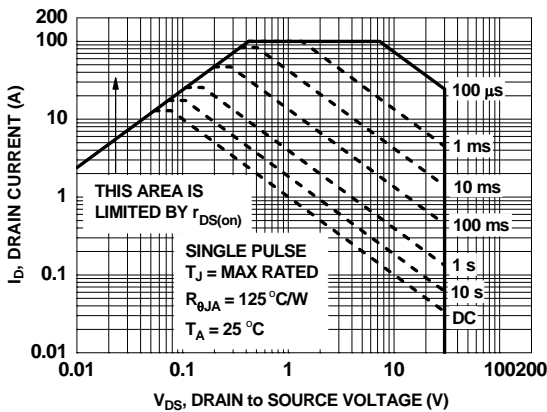 200
100
10
1
0.1
0.01
I_D, DRAIN CURRENT (A)
100 µs
1 ms
10 ms
100 ms
1 s
10 s
DC
THIS AREA IS
LIMITED BY r_DS(on)
SINGLE PULSE
T_J = MAX RATED
R_θJA = 125 °C/W
T_A = 25 °C
0.01 0.1 1 10 100200
V_DS, DRAIN to SOURCE VOLTAGE (V)